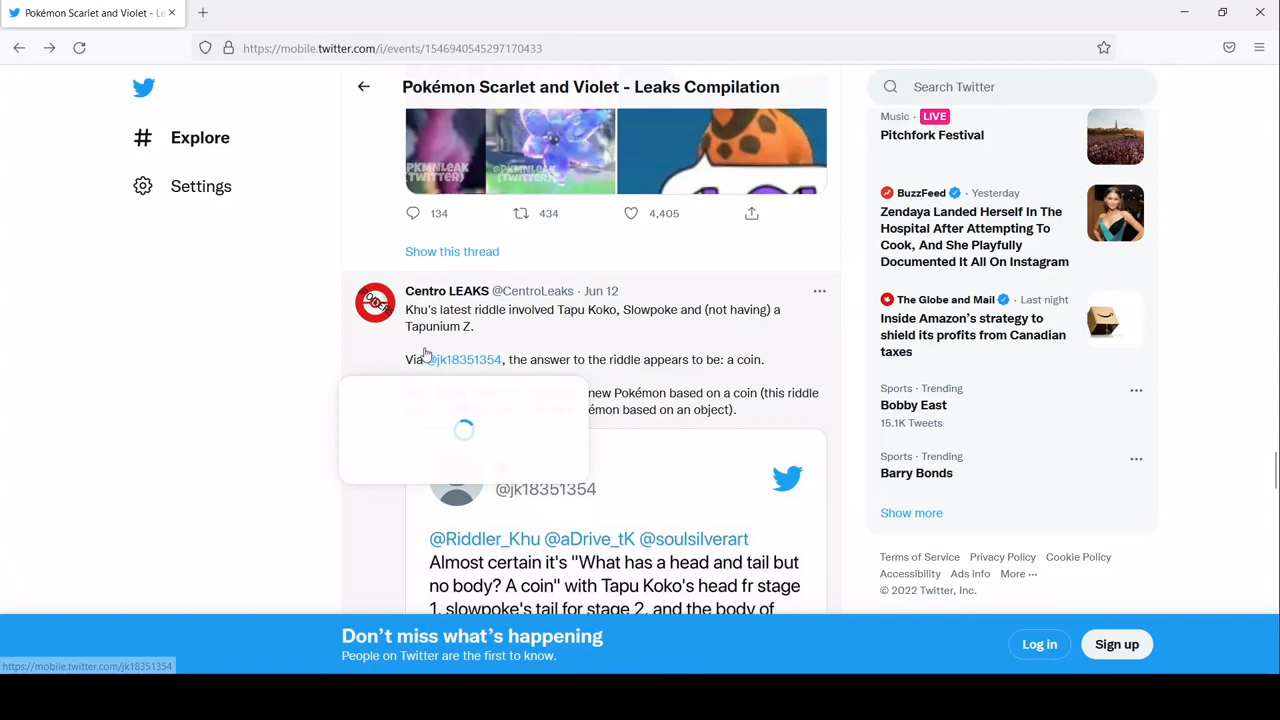 Pokémon Scarlet and Violet - Le
https://mobile.twitter.com/i/events/1546940545297170433
Explore
Settings
Pokémon Scarlet and Violet - Leaks Compilation
PKMNLEAK
(TWITTER)
@PKMNLEAK
(TWITTER)
134
434
4,405
Show this thread
Centro LEAKS @CentroLeaks · Jun 12
Khu's latest riddle involved Tapu Koko, Slowpoke and (not having) a
Tapunium Z.
Via @jk18351354, the answer to the riddle appears to be: a coin.
new Pokémon based on a coin (this riddle
émon based on an object).
@jk18351354
@Riddler_Khu @aDrive_tK @soulsilverart
Almost certain it's "What has a head and tail but
no body? A coin" with Tapu Koko's head fr stage
1, slowpoke's tail for stage 2, and the body of
Search Twitter
Music · LIVE
Pitchfork Festival
BuzzFeed · Yesterday
Zendaya Landed Herself In The
Hospital After Attempting To
Cook, And She Playfully
Documented It All On Instagram
The Globe and Mail · Last night
Inside Amazon's strategy to
shield its profits from Canadian
taxes
Sports · Trending
Bobby East
15.1K Tweets
Sports · Trending
Barry Bonds
Show more
Terms of Service Privacy Policy Cookie Policy
Accessibility Ads info More ···
© 2022 Twitter, Inc.
Don't miss what's happening
People on Twitter are the first to know.
Log in
Sign up
https://mobile.twitter.com/jk18351354